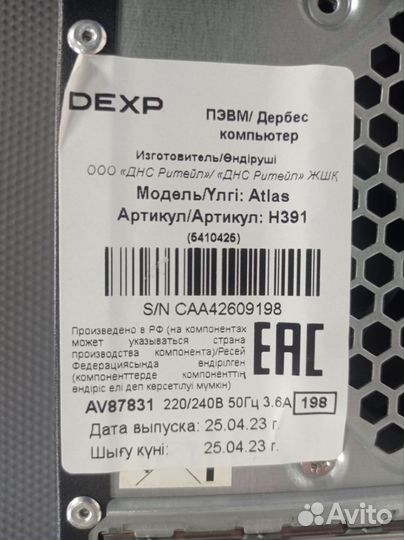 DEXP
ПЭВМ/ Дербес
компьютер
Изготовитель/Өндіруші
ООО «ДНС Ритейл»/ «ДНС Ритейл» ЖШҚ
Модель/Үлгі: Atlas
Артикул/Артикул: H391
(5410425)
S/N CAA42609198
Произведено в РФ (на компонентах
может указываться страна
производства компонента)/Ресей
Федерациясында өндірілген
(компоненттерде компоненттің
өндіріс елі деп көрсетілуі мүмкін)
EAC
AV87831 220/240В 50Гц 3.6А 198
Дата выпуска: 25.04.23 г.
Шығу күні: 25.04.23 г.
Avito